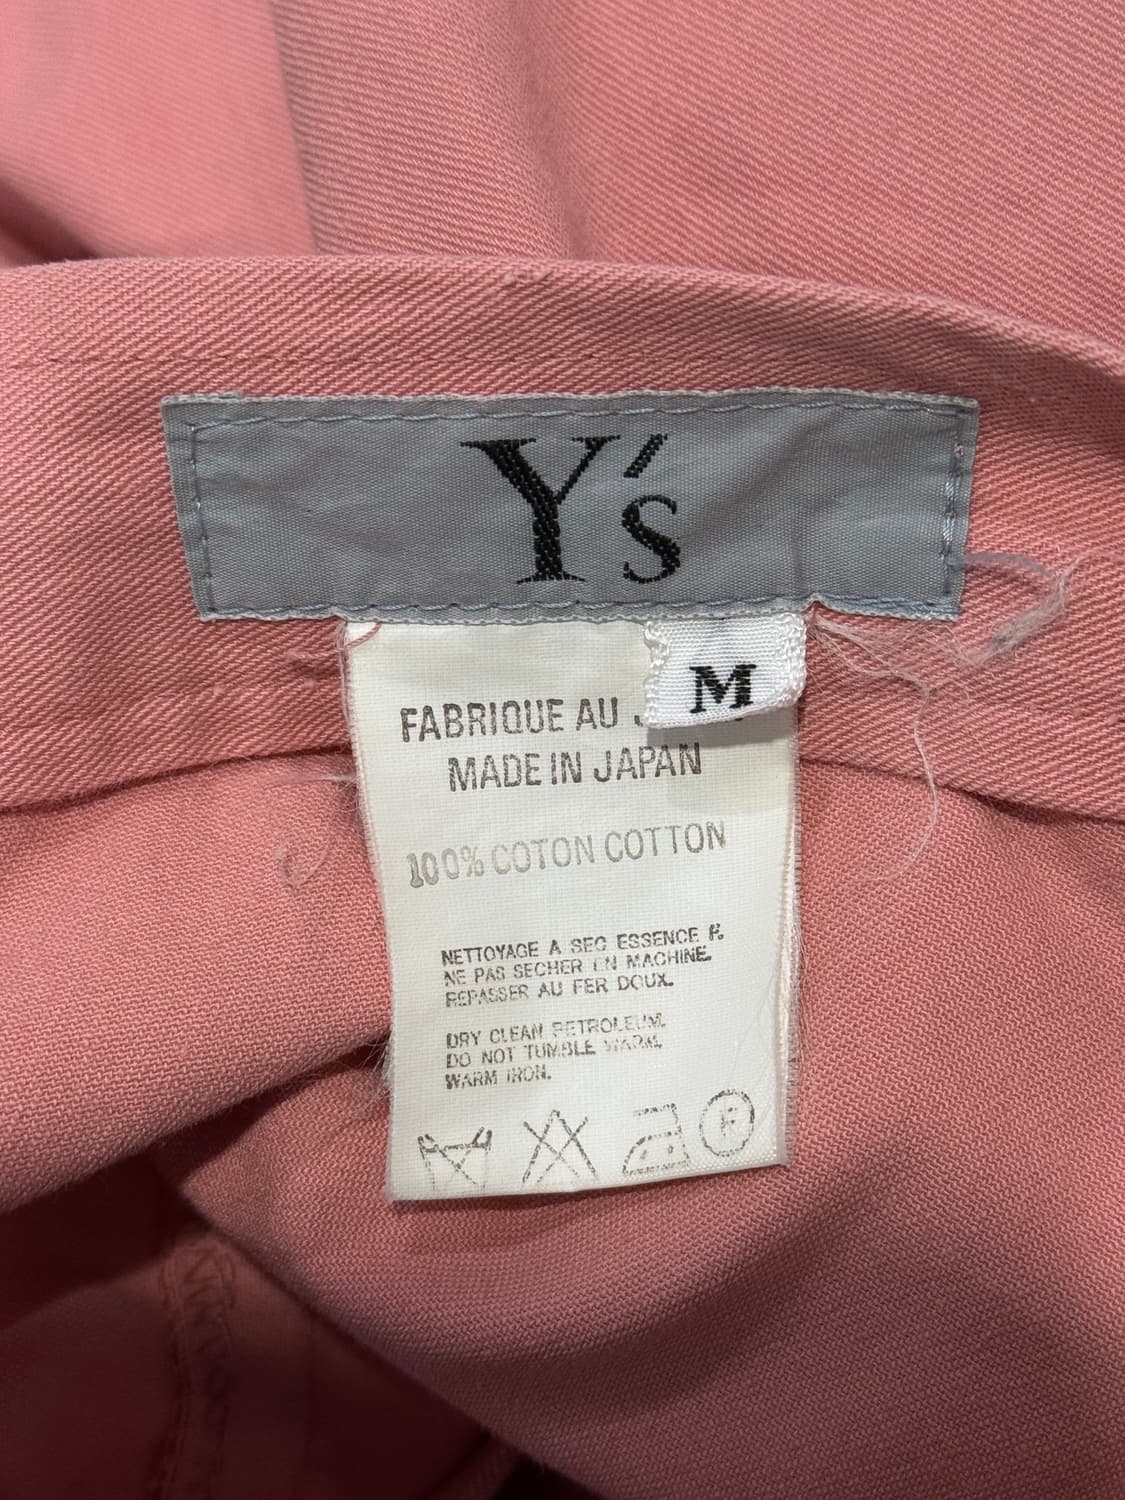 Y's
M
FABRIQUE AU
MADE IN JAPAN
100% COTON COTTON
NETTOYAGE A SEC ESSENCE F.
NE PAS SECHER EN MACHINE.
REPASSER AU FER DOUX.
DRY CLEAN PETROLEUM.
DO NOT TUMBLE WARM.
WARM IRON.
F